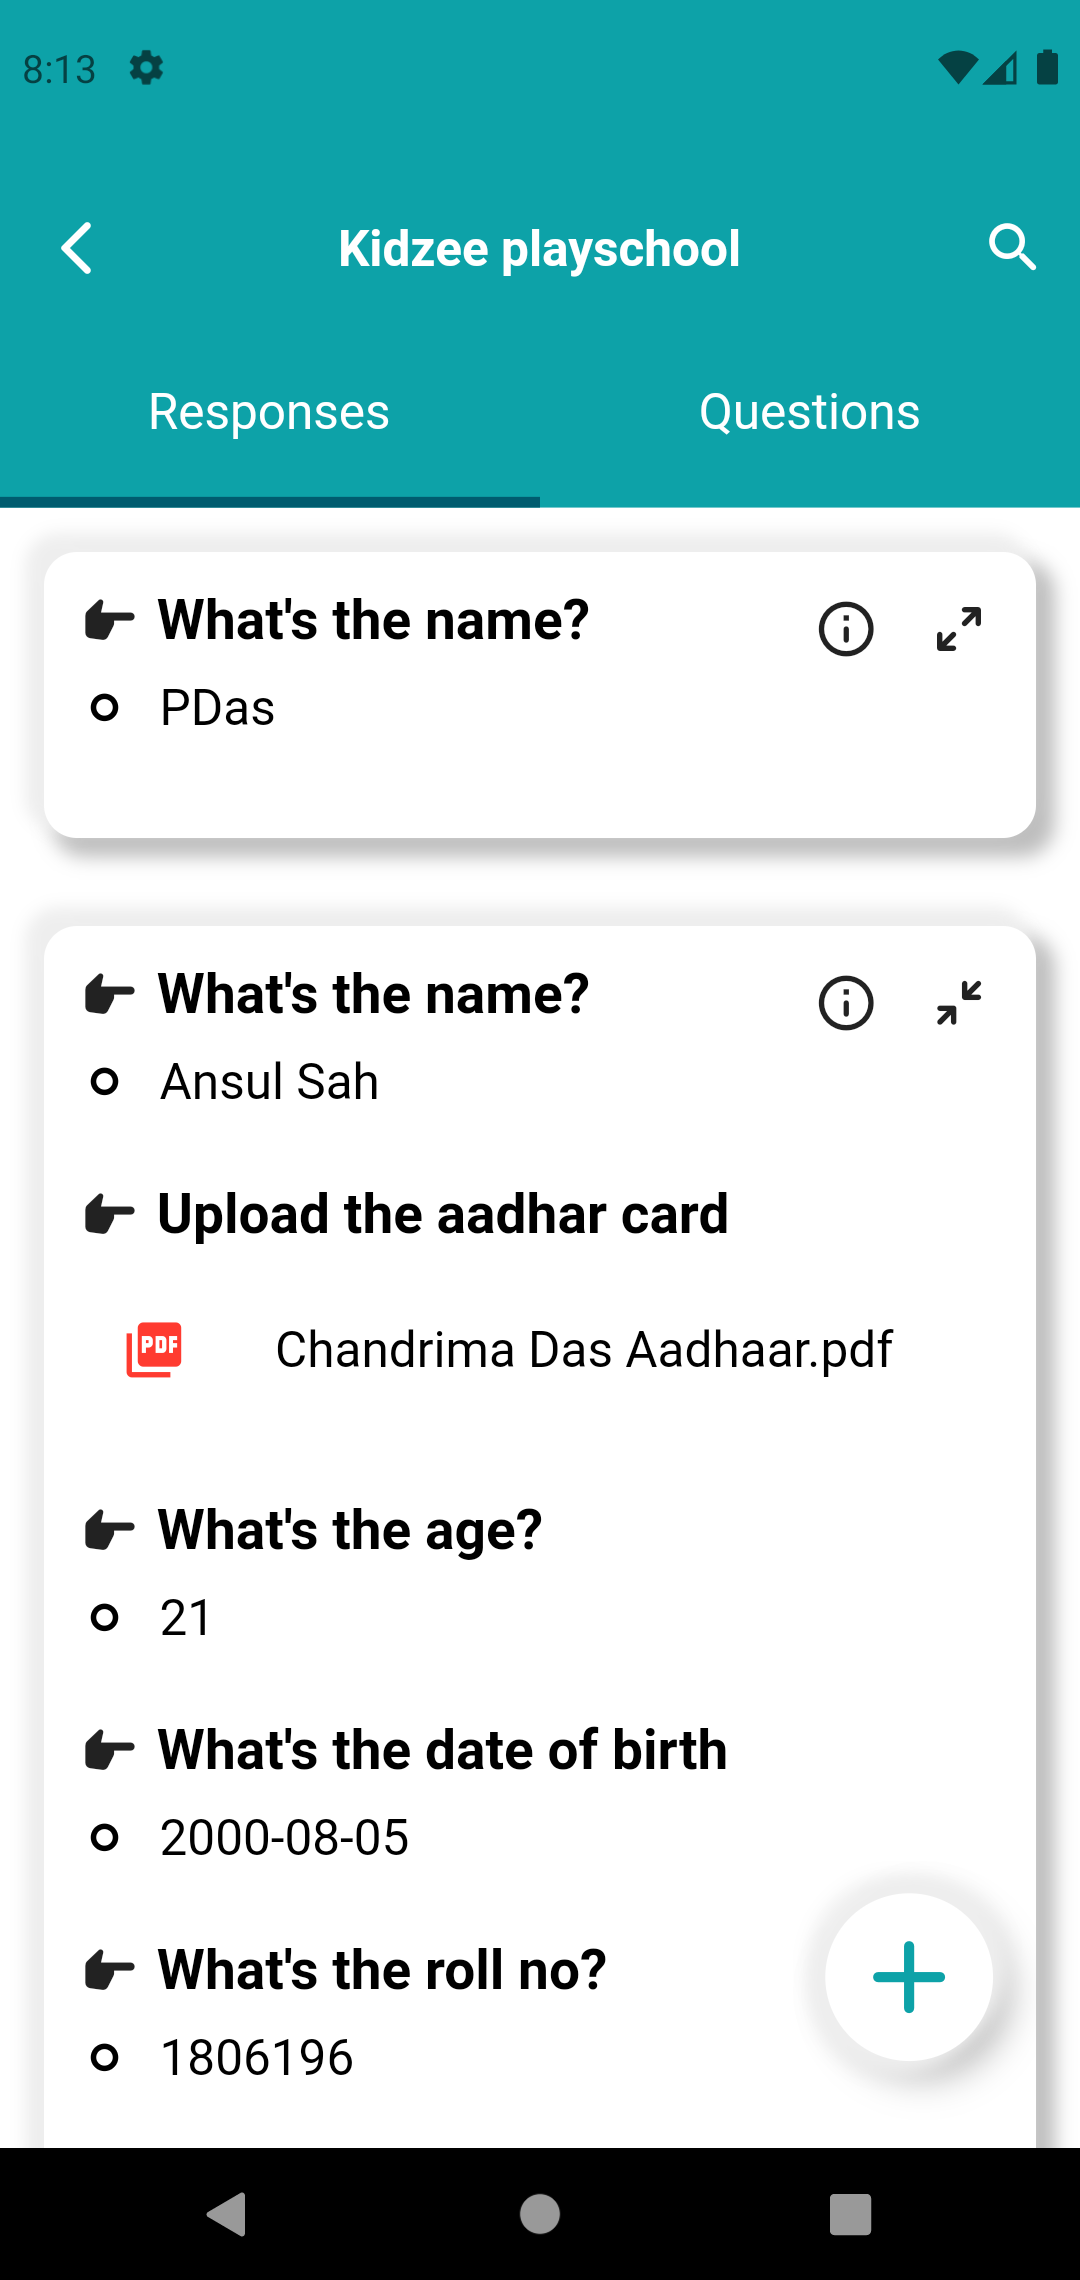 8:13
Kidzee playschool
Responses Questions
What's the name?
PDas
What's the name?
Ansul Sah
Upload the aadhar card
PDF Chandrima Das Aadhaar.pdf
What's the age?
21
What's the date of birth
2000-08-05
What's the roll no?
1806196